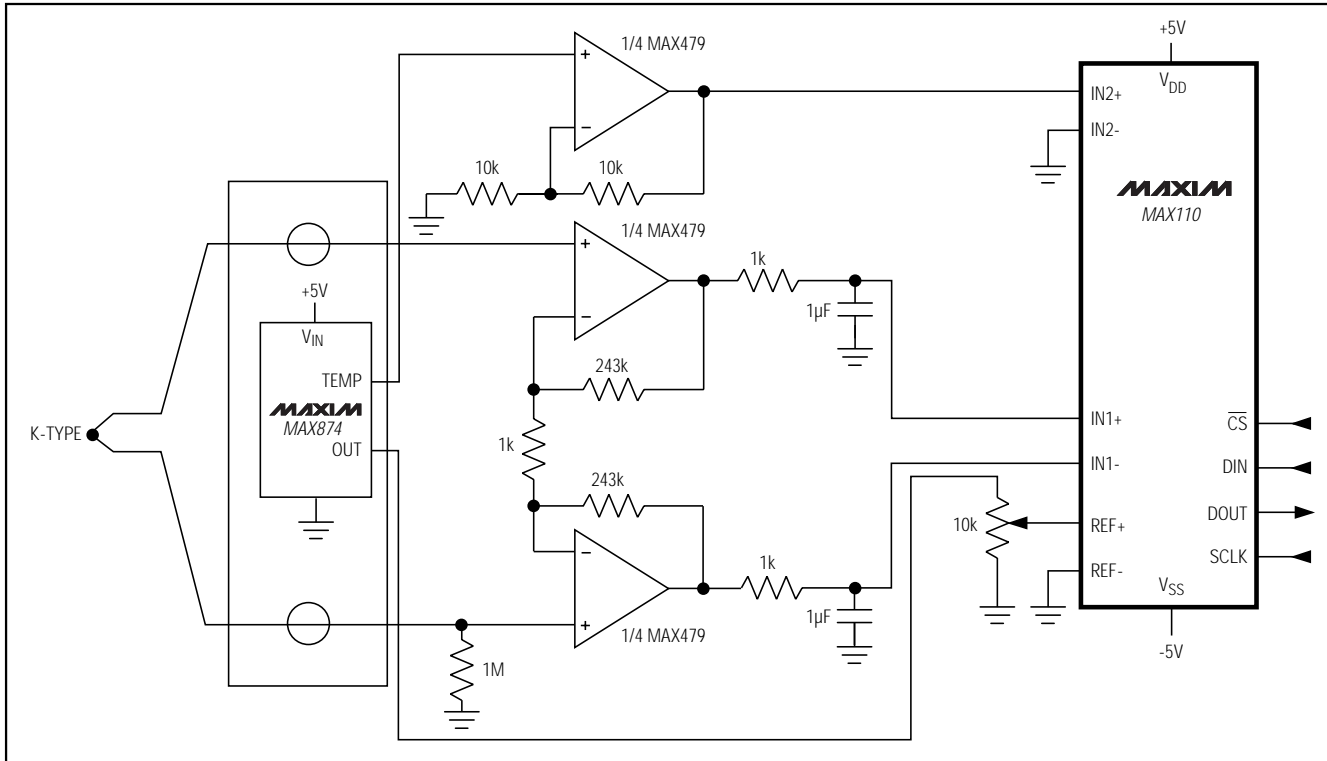 1/4 MAX479
+5V
VDD
+
IN2+
−
IN2-
10k
10k
MAXIM
MAX110
1/4 MAX479
+
1k
+5V
VIN
−
1µF
TEMP
243k
MAXIM
MAX874
K-TYPE
OUT
1k
IN1+
CS
243k
IN1-
DIN
10k
REF+
DOUT
−
1k
REF-
SCLK
+
1µF
VSS
1/4 MAX479
1M
-5V